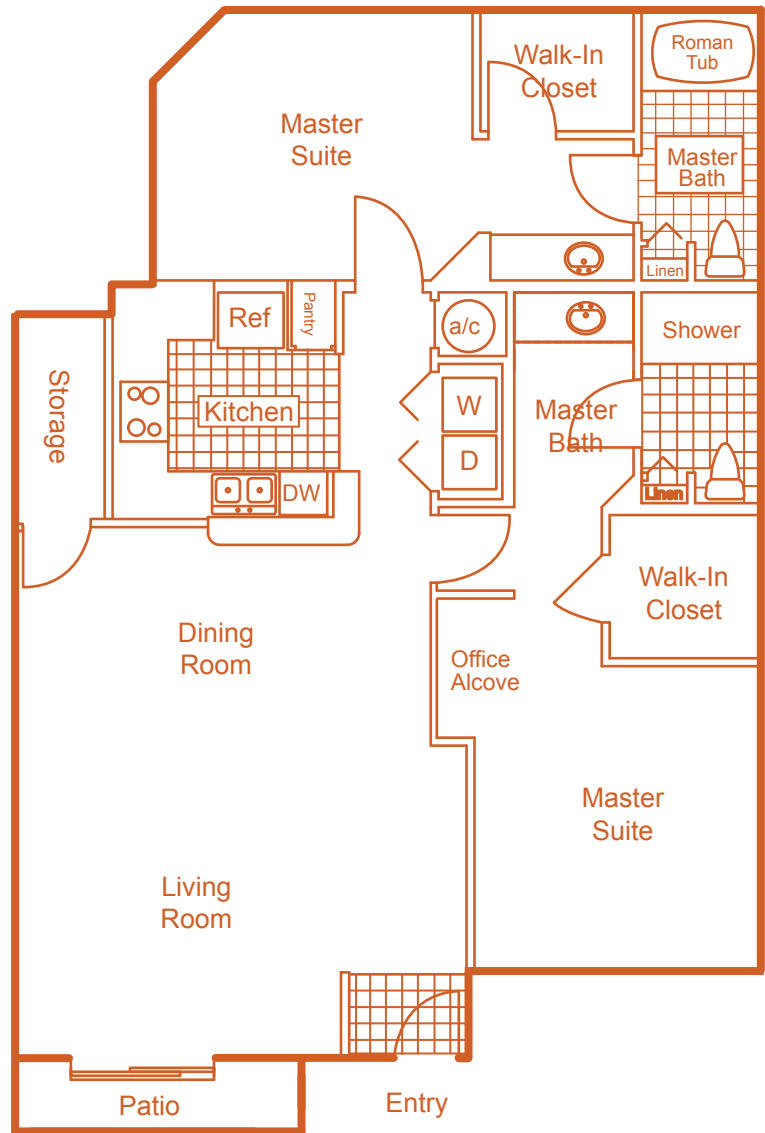 Walk-In
Closet
Roman
Tub
Master
Suite
Master
Bath
Linen
Ref
Pantry
a/c
Shower
Storage
Kitchen
W
Master
Bath
D
DW
Linen
Walk-In
Closet
Dining
Room
Office
Alcove
Master
Suite
Living
Room
Patio
Entry